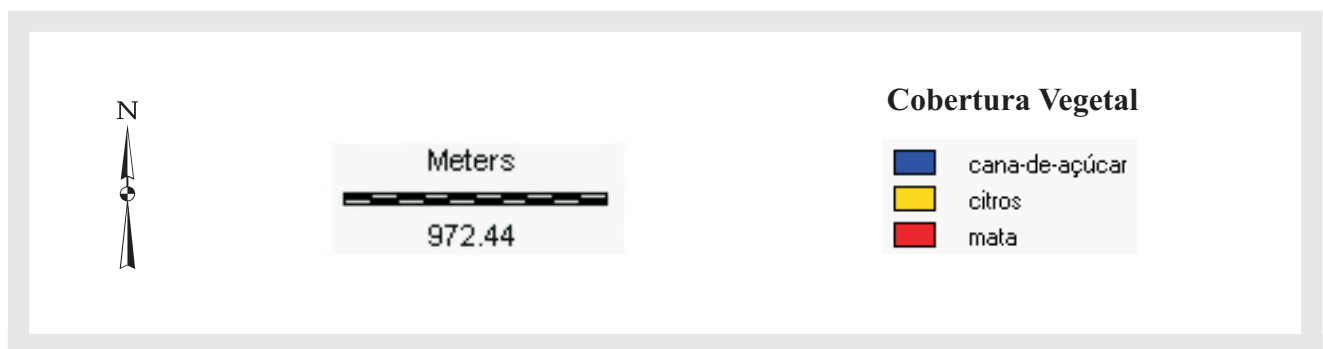 N
Meters
972.44
Cobertura Vegetal
cana-de-açúcar
citros
mata